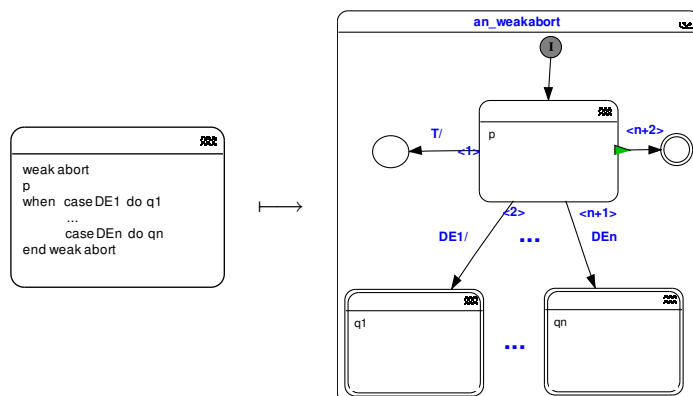 weak abort
p
when case DE1 do q1
...
case DEn do qn
end weak abort
an_weakabort
I
p
T/
<1>
<n+2>
<2>
<n+1>
DE1/
...
DEn
q1
...
qn